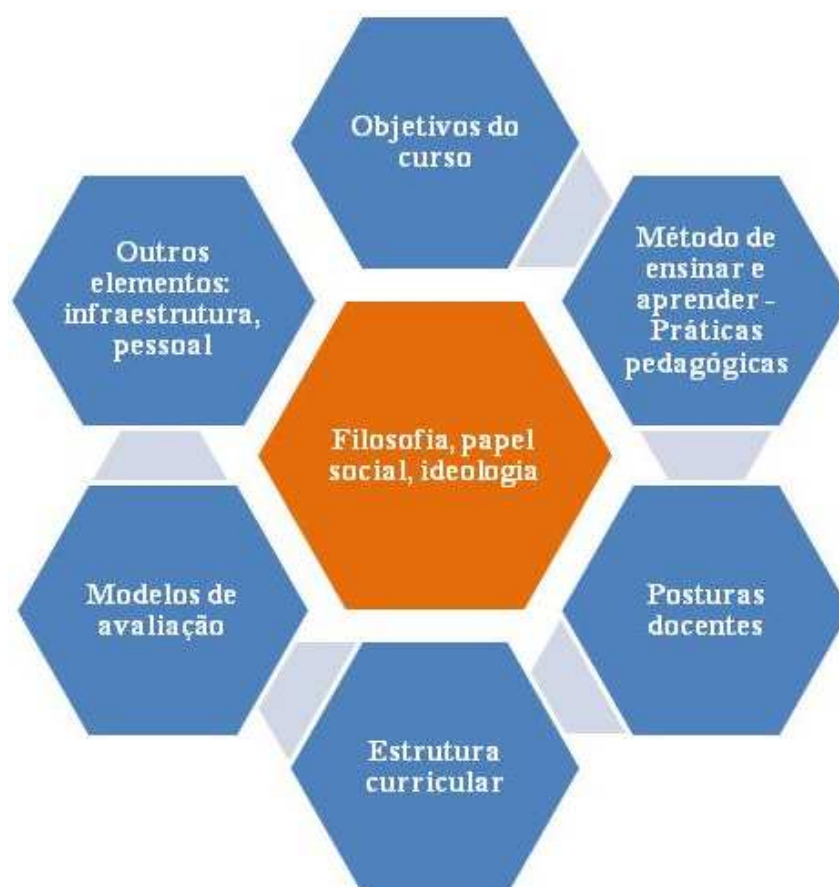 Objetivos do
curso
Método de
ensinar e
aprender -
Práticas
pedagógicas
Posturas
docentes
Estrutura
curricular
Modelos de
avaliação
Outros
elementos:
infraestrutura,
pessoal
Filosofia, papel
social, ideologia